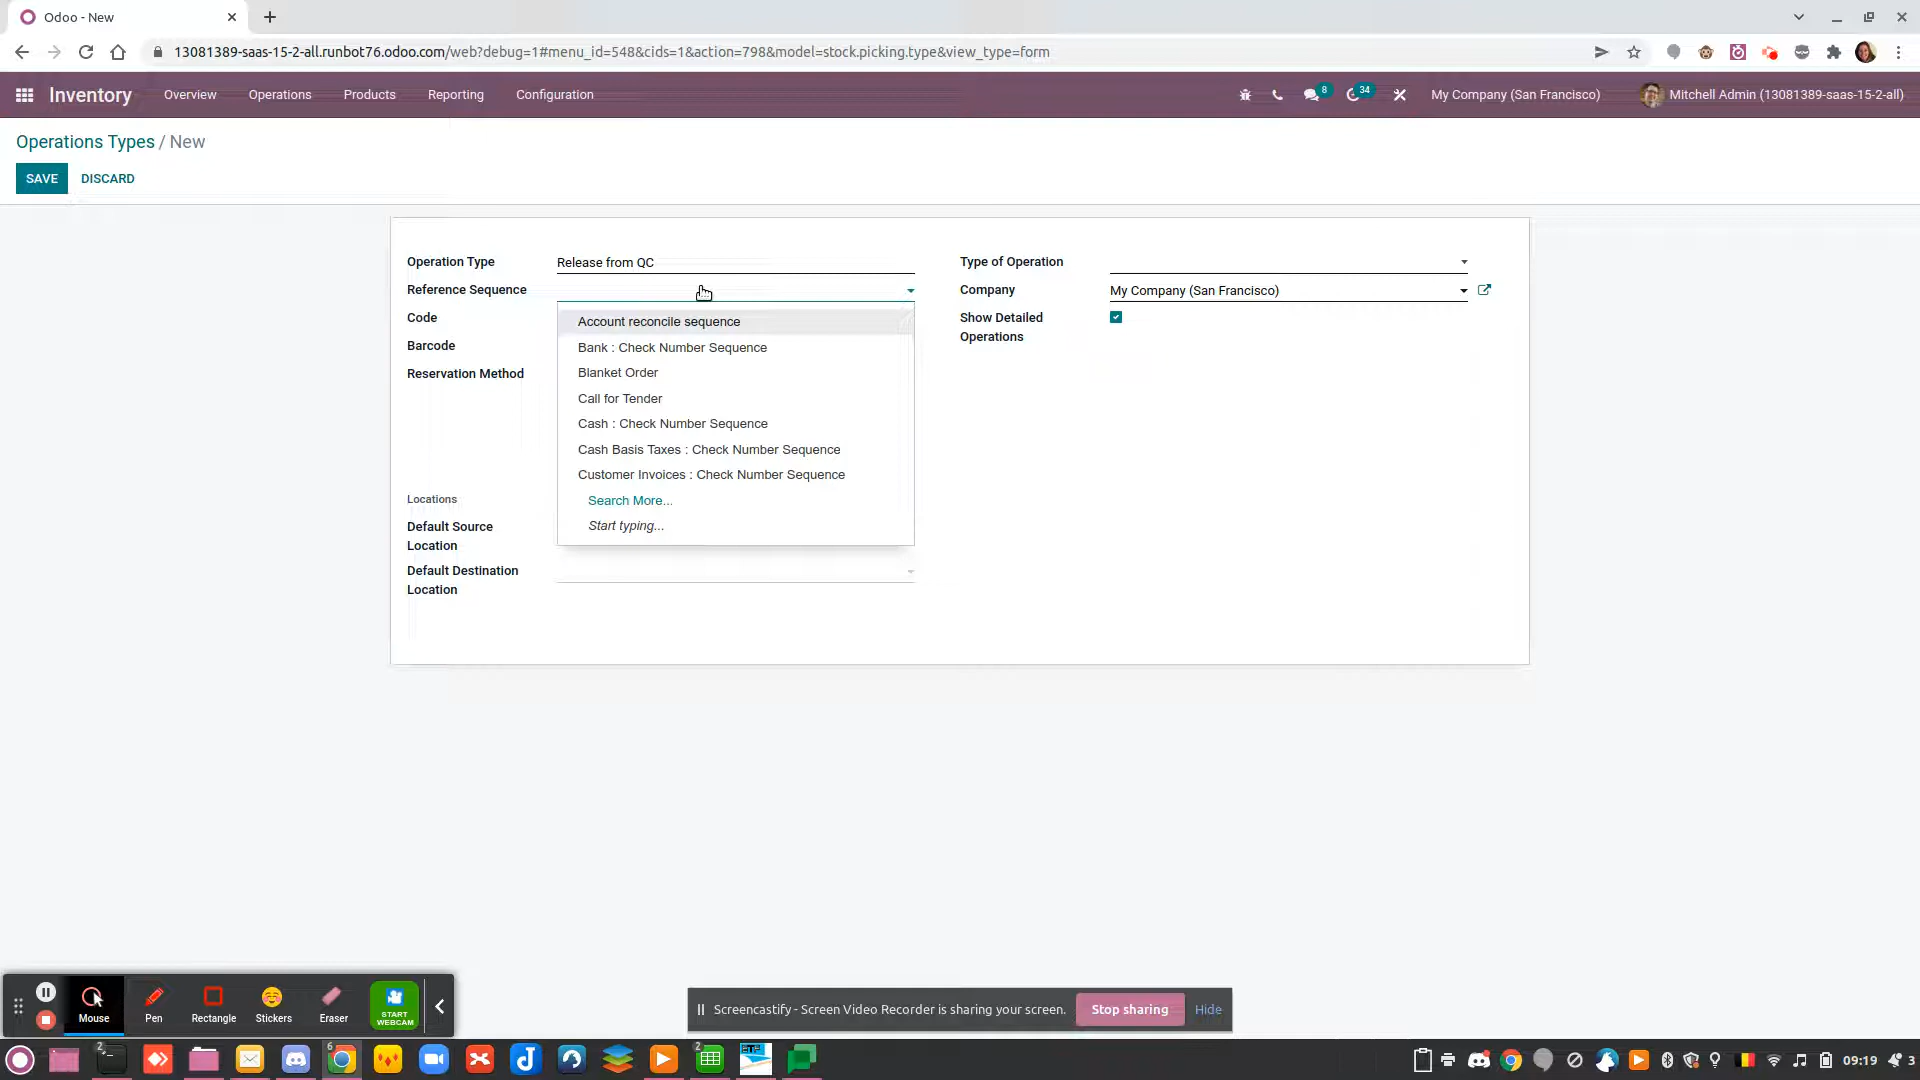 Odoo - New
13081389-saas-15-2-all.runbot76.odoo.com/web?debug=1#menu_id=548&cids=1&action=798&model=stock.picking.type&view_type=form
Inventory Overview Operations Products Reporting Configuration 8 34 My Company (San Francisco) Mitchell Admin (13081389-saas-15-2-all)
Operations Types / New
SAVE DISCARD
Operation Type Release from QC Type of Operation
Reference Sequence Company My Company (San Francisco)
Code Show Detailed
Operations
Barcode
Reservation Method
Account reconcile sequence
Bank : Check Number Sequence
Blanket Order
Call for Tender
Cash : Check Number Sequence
Cash Basis Taxes : Check Number Sequence
Customer Invoices : Check Number Sequence
Search More...
Start typing...
Locations
Default Source
Location
Default Destination
Location
Mouse Pen Rectangle Stickers Eraser START
WEBCAM
Screencastify - Screen Video Recorder is sharing your screen. Stop sharing Hide
2 6 2 09:19 3